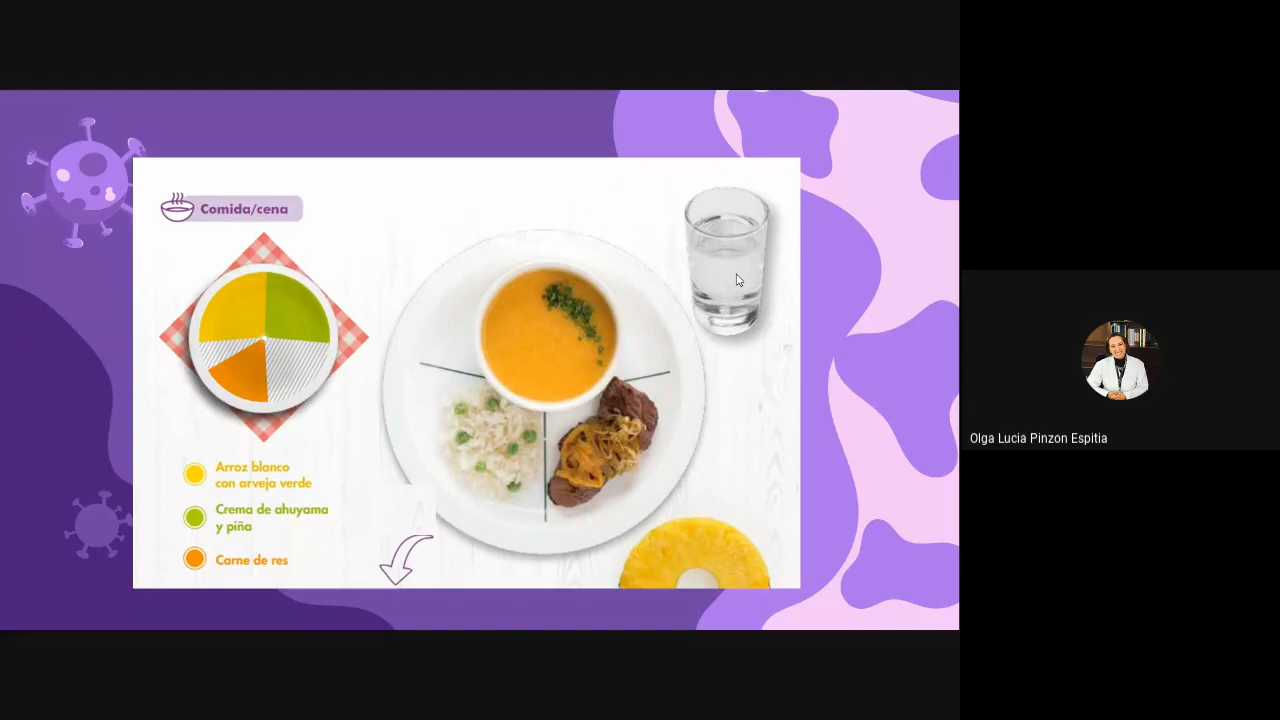 Comida/cena
Arroz blanco
con arveja verde
Crema de ahuyama
y piña
Carne de res
Olga Lucia Pinzon Espitia